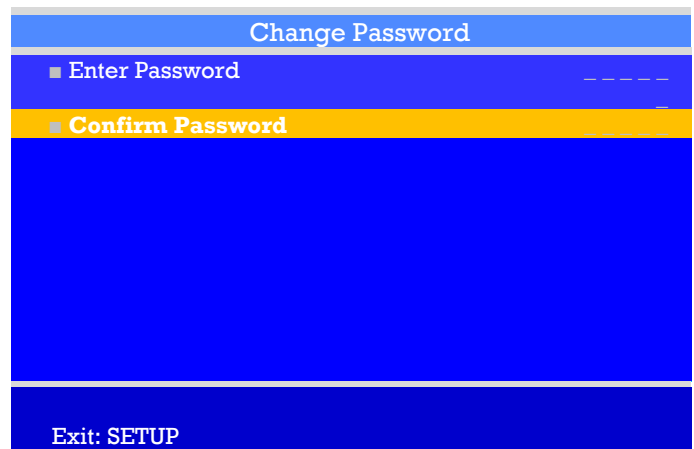 Change Password
■ Enter Password _ _ _ _ _
_
■ Confirm Password _ _ _ _ _
Exit: SETUP